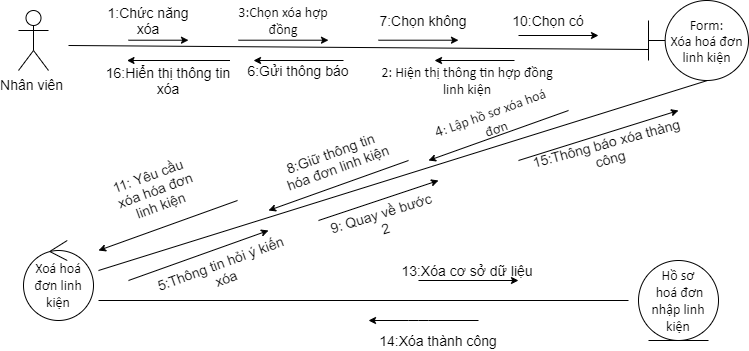 1:Chức năng
xóa
3:Chọn xóa hợp
đồng
7:Chọn không
10:Chọn có
Form:
Xóa hoá đơn
linh kiện
Nhân viên
16:Hiển thị thông tin
xóa
6:Gửi thông báo
2: Hiện thị thông tin hợp đồng
linh kiện
4: Lập hồ sơ xóa hoá
đơn
15:Thông báo xóa thàng
công
8:Giữ thông tin
hóa đơn linh kiện
9: Quay về bước
2
11: Yêu cầu
xóa hóa đơn
linh kiện
5:Thông tin hỏi ý kiến
xóa
Xoá hoá
đơn linh
kiện
13:Xóa cơ sở dữ liệu
14:Xóa thành công
Hồ sơ
hoá đơn
nhập linh
kiện